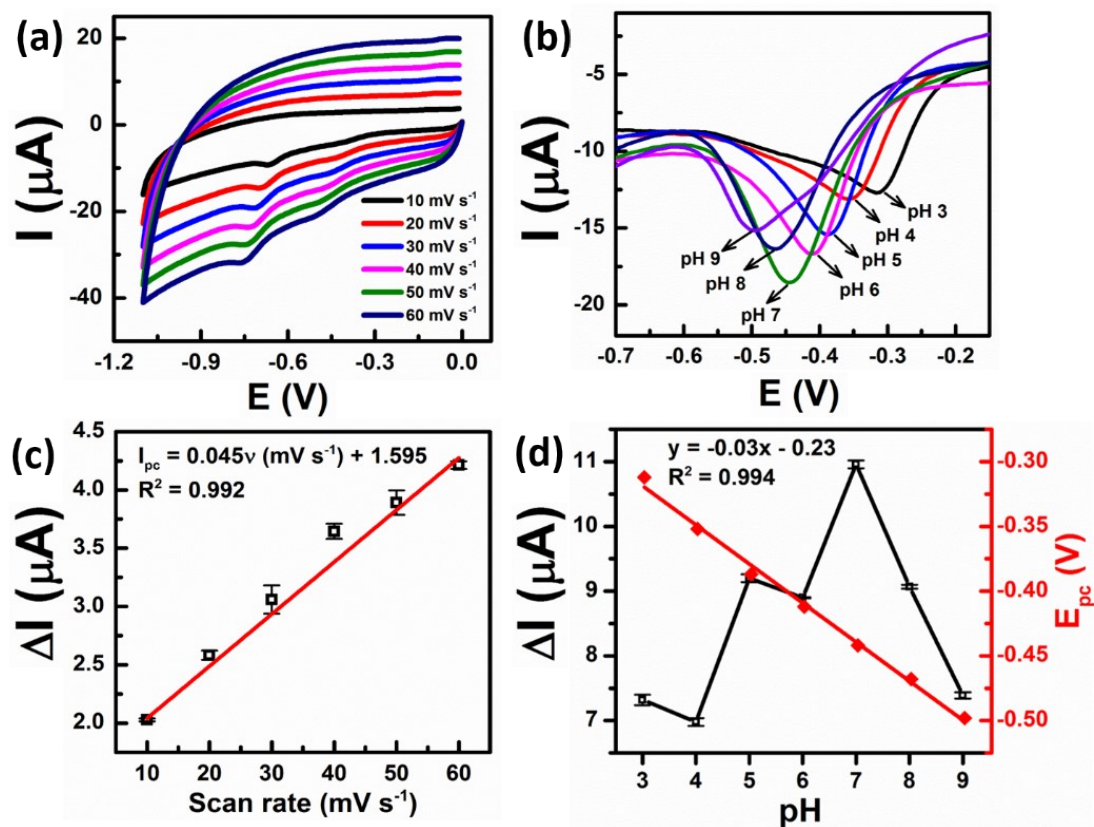 (a)
I (μA)
20
0
-20
-40
10 mV s⁻¹
20 mV s⁻¹
30 mV s⁻¹
40 mV s⁻¹
50 mV s⁻¹
60 mV s⁻¹
-1.2
-0.9
-0.6
-0.3
0.0
E (V)
(b)
I (μA)
-5
-10
-15
-20
pH 3
pH 4
pH 5
pH 6
pH 7
pH 8
pH 9
-0.7
-0.6
-0.5
-0.4
-0.3
-0.2
E (V)
(c)
ΔI (μA)
4.5
4.0
3.5
3.0
2.5
2.0
I_pc = 0.045ν (mV s⁻¹) + 1.595
R² = 0.992
10
20
30
40
50
60
Scan rate (mV s⁻¹)
(d)
ΔI (μA)
11
10
9
8
7
y = -0.03x - 0.23
R² = 0.994
-0.30
-0.35
-0.40
-0.45
-0.50
E_pc (V)
3
4
5
6
7
8
9
pH